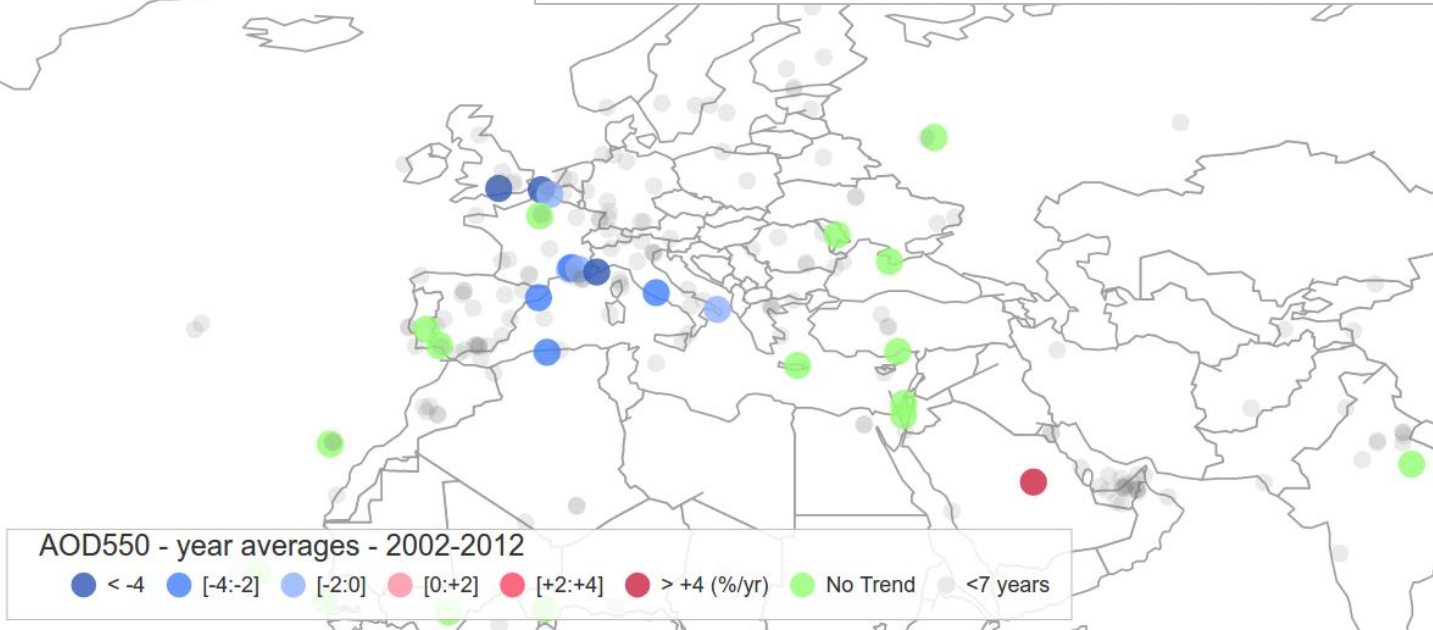 AOD550 - year averages - 2002-2012
< -4 [-4:-2] [-2:0] [0:+2] [+2:+4] > +4 (%/yr) No Trend <7 years